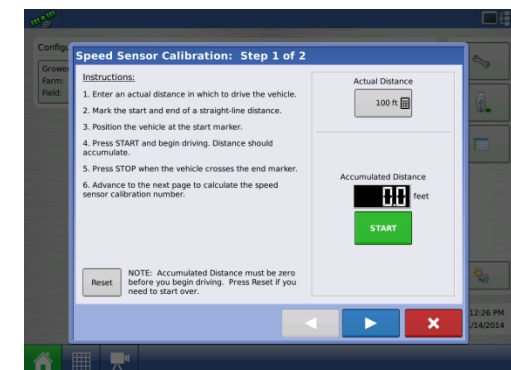 Configu
Speed Sensor Calibration: Step 1 of 2
Grower
Farm:
Field:
Instructions:
1. Enter an actual distance in which to drive the vehicle.
2. Mark the start and end of a straight-line distance.
3. Position the vehicle at the start marker.
4. Press START and begin driving. Distance should
accumulate.
5. Press STOP when the vehicle crosses the end marker.
6. Advance to the next page to calculate the speed
sensor calibration number.
Actual Distance
100 ft
Accumulated Distance
0.0 feet
START
Reset
NOTE: Accumulated Distance must be zero
before you begin driving. Press Reset if you
need to start over.
12:26 PM
/14/2014